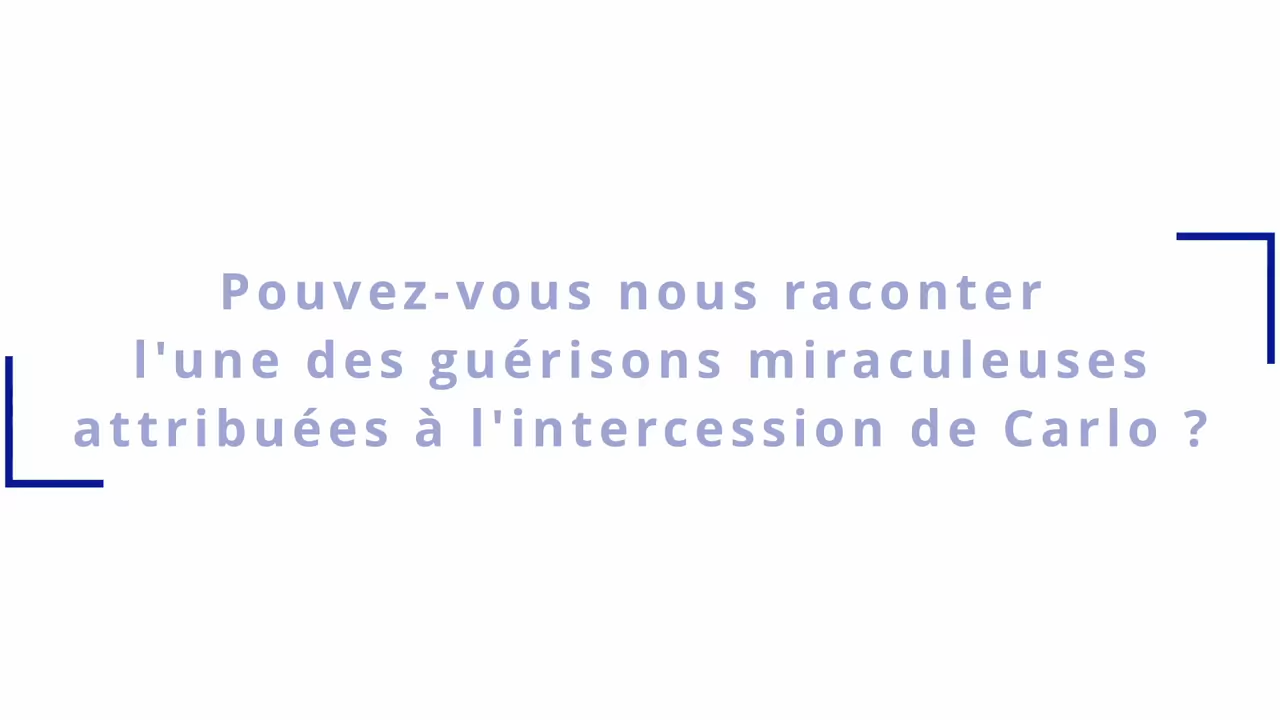 Pouvez-vous nous raconter
l'une des guérisons miraculeuses
attribuées à l'intercession de Carlo ?